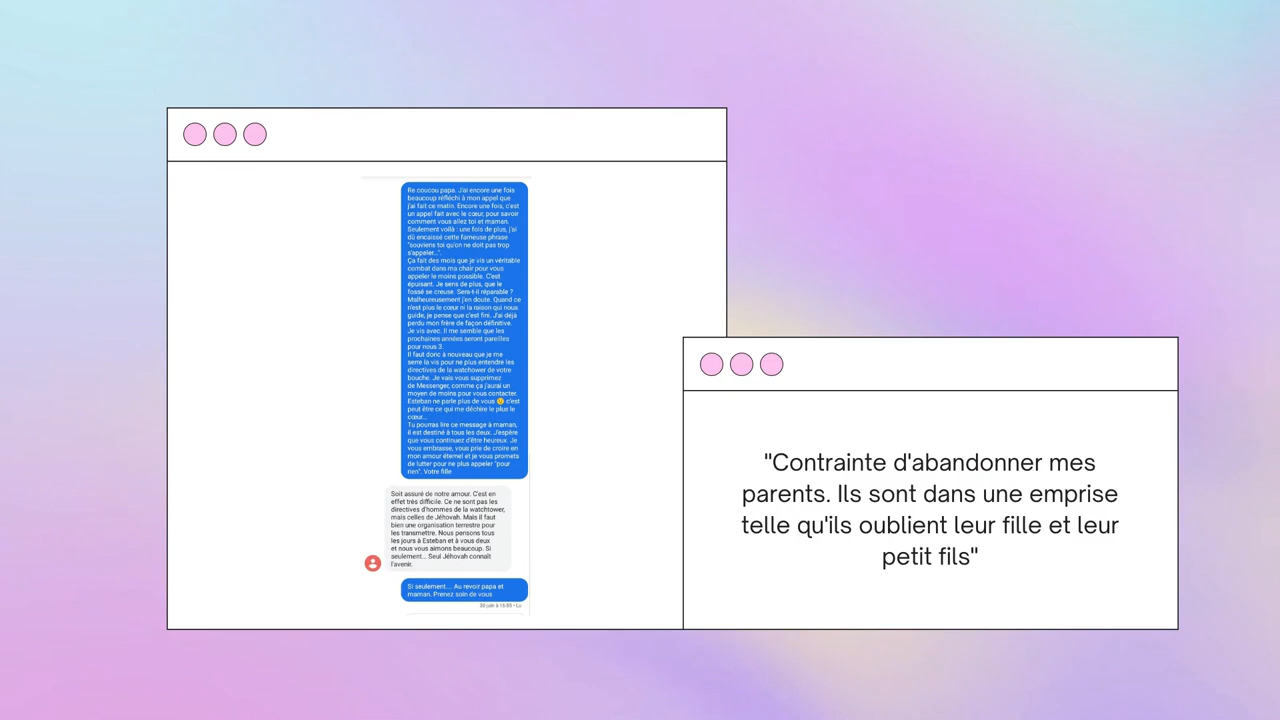 Re coucou papa. J'ai encore une fois
beaucoup réfléchi à mon appel que
j'ai fait ce matin. Encore une fois, c'est
un appel fait avec le cœur, pour savoir
comment vous allez toi et maman.
Seulement voilà : une fois de plus, j'ai
dû encaissé cette fameuse phrase
"souviens toi qu'on ne doit pas trop
s'appeler...".
Ça fait des mois que je vis un véritable
combat dans ma chair pour vous
appeler le moins possible. C'est
épuisant. Je sens de plus, que le
fossé se creuse. Sera-t-il réparable ?
Malheureusement j'en doute. Quand ce
n'est plus le cœur ni la raison qui nous
guide, je pense que c'est fini. J'ai déjà
perdu mon frère de façon définitive.
Je vis avec. Il me semble que les
prochaines années seront pareilles
pour nous 3.
Il faut donc à nouveau que je me
serre la vis pour ne plus entendre les
directives de la watchower de votre
bouche. Je vais vous supprimez
de Messenger, comme ça j'aurai un
moyen de moins pour vous contacter.
Esteban ne parle plus de vous 😢 c'est
peut être ce qui me déchire le plus le
cœur...
Tu pourras lire ce message à maman,
il est destiné à tous les deux. J'espère
que vous continuez d'être heureux. Je
vous embrasse, vous prie de croire en
mon amour éternel et je vous promets
de lutter pour ne plus appeler "pour
rien". Votre fille
Soit assuré de notre amour. C'est en
effet très difficile. Ce ne sont pas les
directives d'hommes de la watchtower,
mais celles de Jéhovah. Mais il faut
bien une organisation terrestre pour
les transmettre. Nous pensons tous
les jours à Esteban et à vous deux
et nous vous aimons beaucoup. Si
seulement... Seul Jéhovah connaît
l'avenir.
Si seulement.... Au revoir papa et
maman. Prenez soin de vous
30 juin à 16:85 • Lu
"Contrainte d'abandonner mes
parents. Ils sont dans une emprise
telle qu'ils oublient leur fille et leur
petit fils"